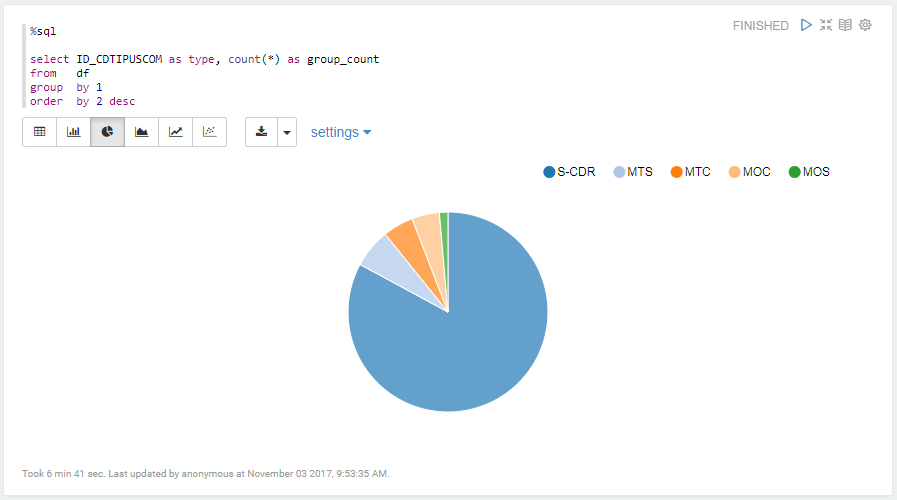 FINISHED
%sql
select ID_CDTIPUSCOM as type, count(*) as group_count
from   df
group  by 1
order  by 2 desc
settings
S-CDR MTS MTC MOC MOS
Took 6 min 41 sec. Last updated by anonymous at November 03 2017, 9:53:35 AM.